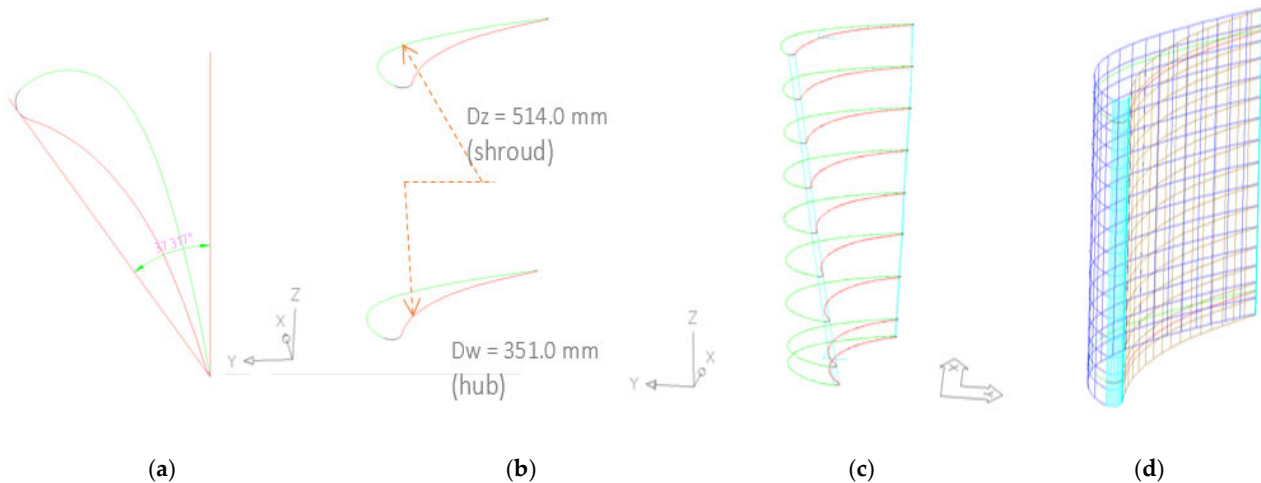 37.317°
Z
X
Y
Dz = 514.0 mm
(shroud)
Dw = 351.0 mm
(hub)
Z
X
Y
X
Y
(a)
(b)
(c)
(d)